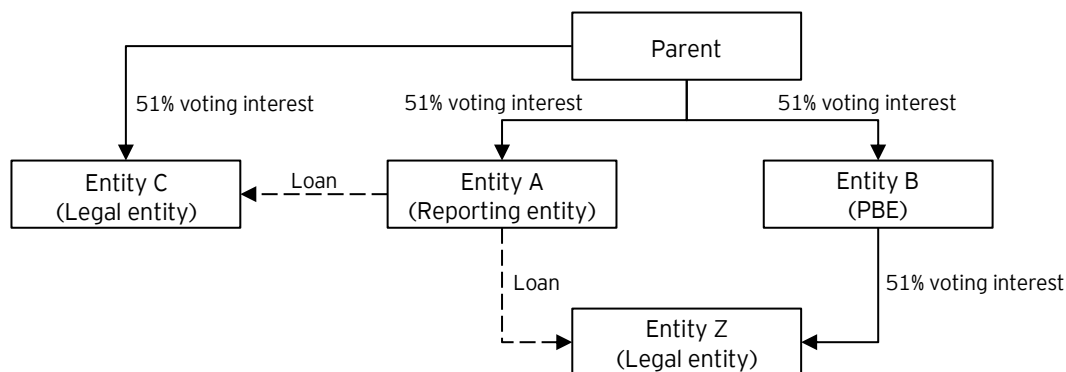 Parent
51% voting interest
51% voting interest
51% voting interest
Entity C
(Legal entity)
Loan
Entity A
(Reporting entity)
Entity B
(PBE)
Loan
51% voting interest
Entity Z
(Legal entity)